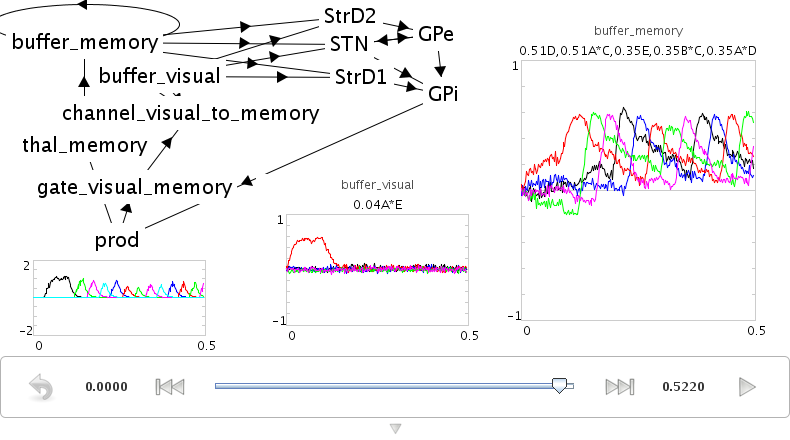 StrD2
buffer_memory
STN
GPe
buffer_visual
StrD1
GPi
channel_visual_to_memory
thal_memory
gate_visual_memory
prod
2
-2
0
0.5
buffer_visual
0.04A*E
1
-1
0
0.5
buffer_memory
0.51D,0.51A*C,0.35E,0.35B*C,0.35A*D
1
-1
0
0.5
0.0000
0.5220